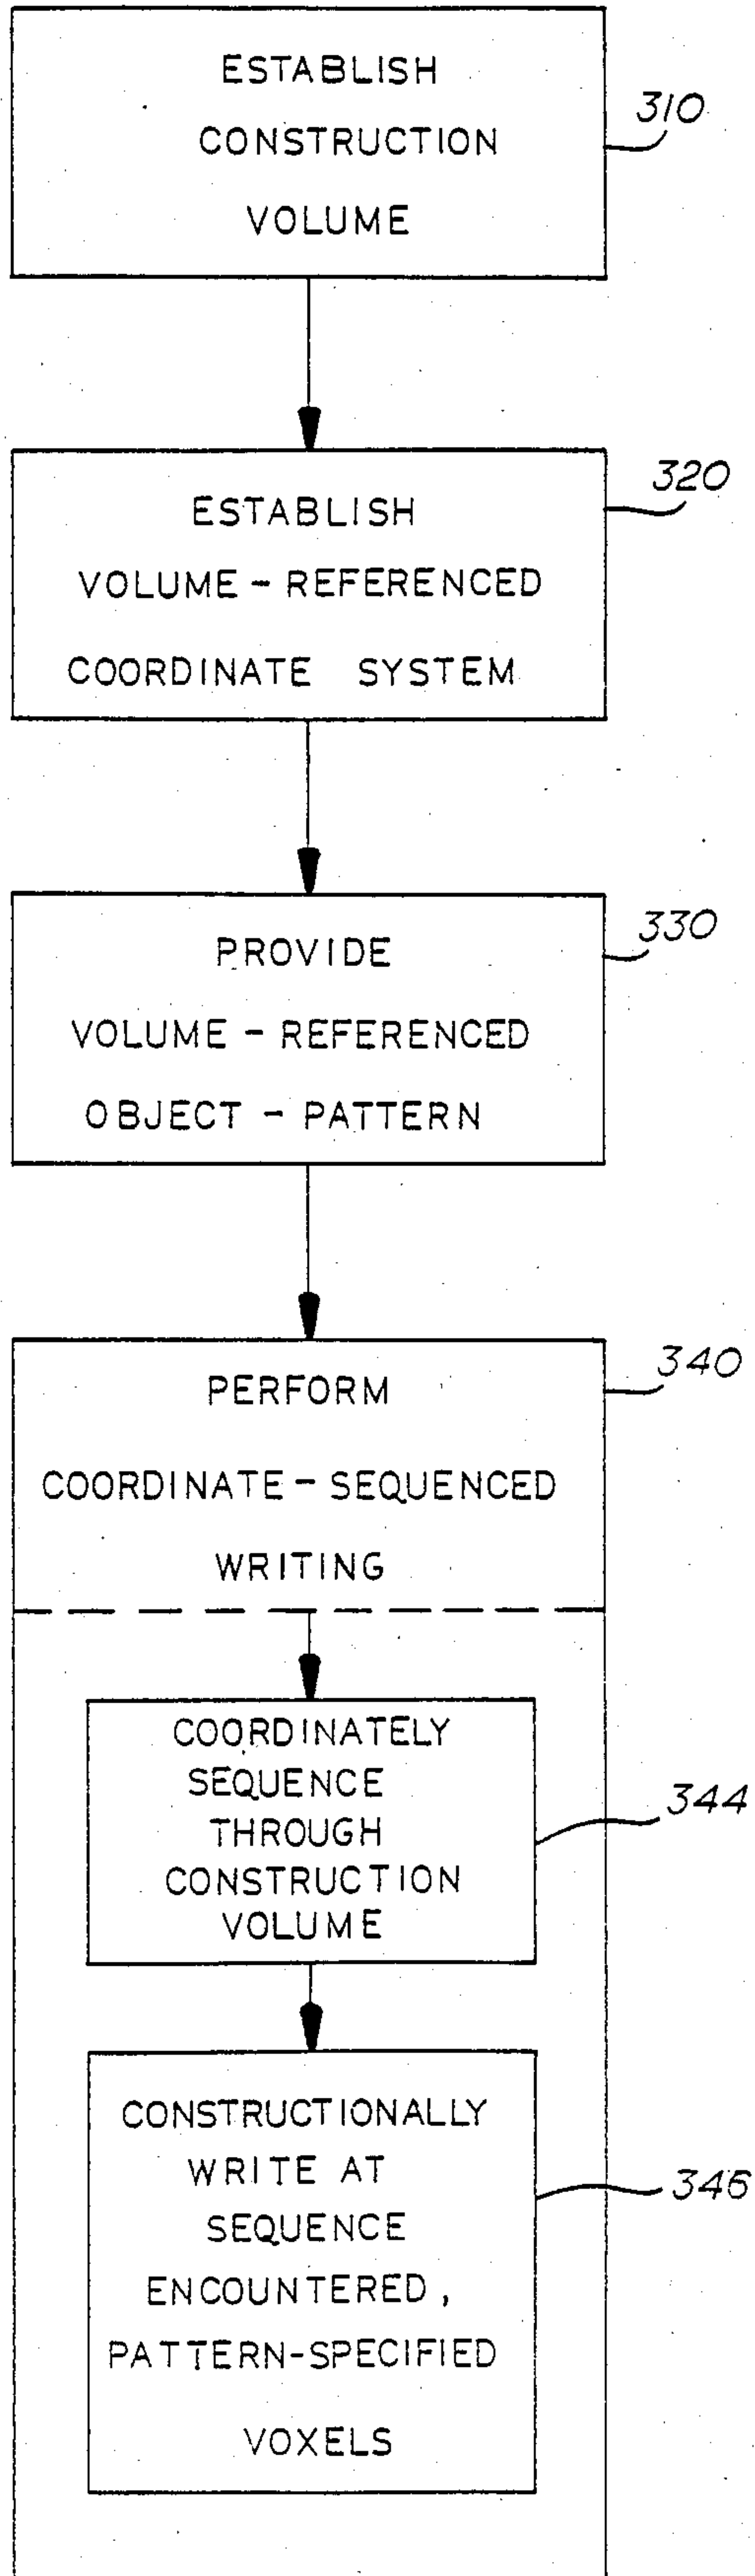 ESTABLISH
CONSTRUCTION
VOLUME
310
ESTABLISH
VOLUME-REFERENCED
COORDINATE SYSTEM
320
PROVIDE
VOLUME-REFERENCED
OBJECT-PATTERN
330
PERFORM
COORDINATE-SEQUENCED
WRITING
340
COORDINATELY
SEQUENCE
THROUGH
CONSTRUCTION
VOLUME
344
CONSTRUCTIONALLY
WRITE AT
SEQUENCE
ENCOUNTERED,
PATTERN-SPECIFIED
VOXELS
346